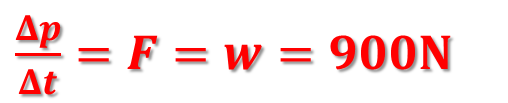 Δp/Δt = F = w = 900N